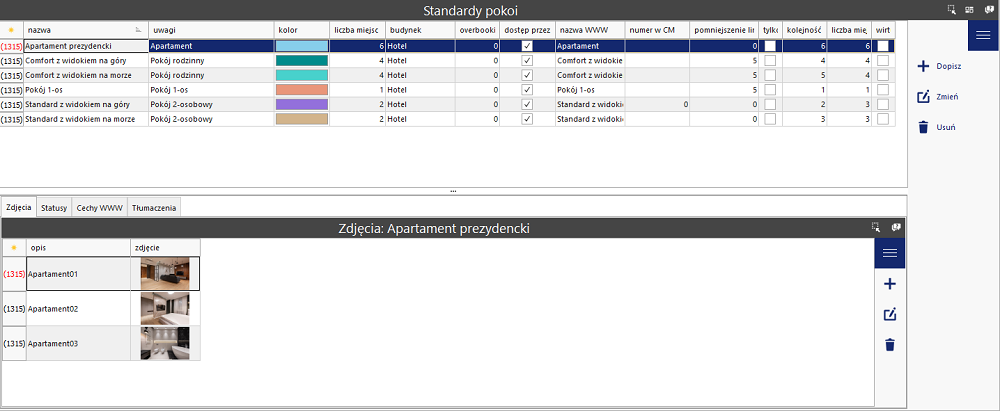 Standardy pokoi
nazwa uwagi kolor liczba miejsc budynek overbooki dostęp przez nazwa WWW numer w CM pomniejszenie lir tylko kolejność liczba mie wirt
(1315) Apartament prezydencki Apartament 6 Hotel 0 Apartament 0 6 6
(1315) Comfort z widokiem na góry Pokój rodzinny 4 Hotel 0 Comfort z widokie 5 4 4
(1315) Comfort z widokiem na morze Pokój rodzinny 4 Hotel 0 Comfort z widokie 5 5 4
(1315) Pokój 1-os Pokój 1-os 1 Hotel 0 Pokój 1-os 5 1 1
(1315) Standard z widokiem na góry Pokój 2-osobowy 2 Hotel 0 Standard z widoki 0 0 2 3
(1315) Standard z widokiem na morze Pokój 2-osobowy 2 Hotel 0 Standard z widoki 0 3 3
Dopisz
Zmień
Usuń
Zdjęcia Statusy Cechy WWW Tłumaczenia
Zdjęcia: Apartament prezydencki
opis zdjęcie
(1315) Apartament01
(1315) Apartament02
(1315) Apartament03